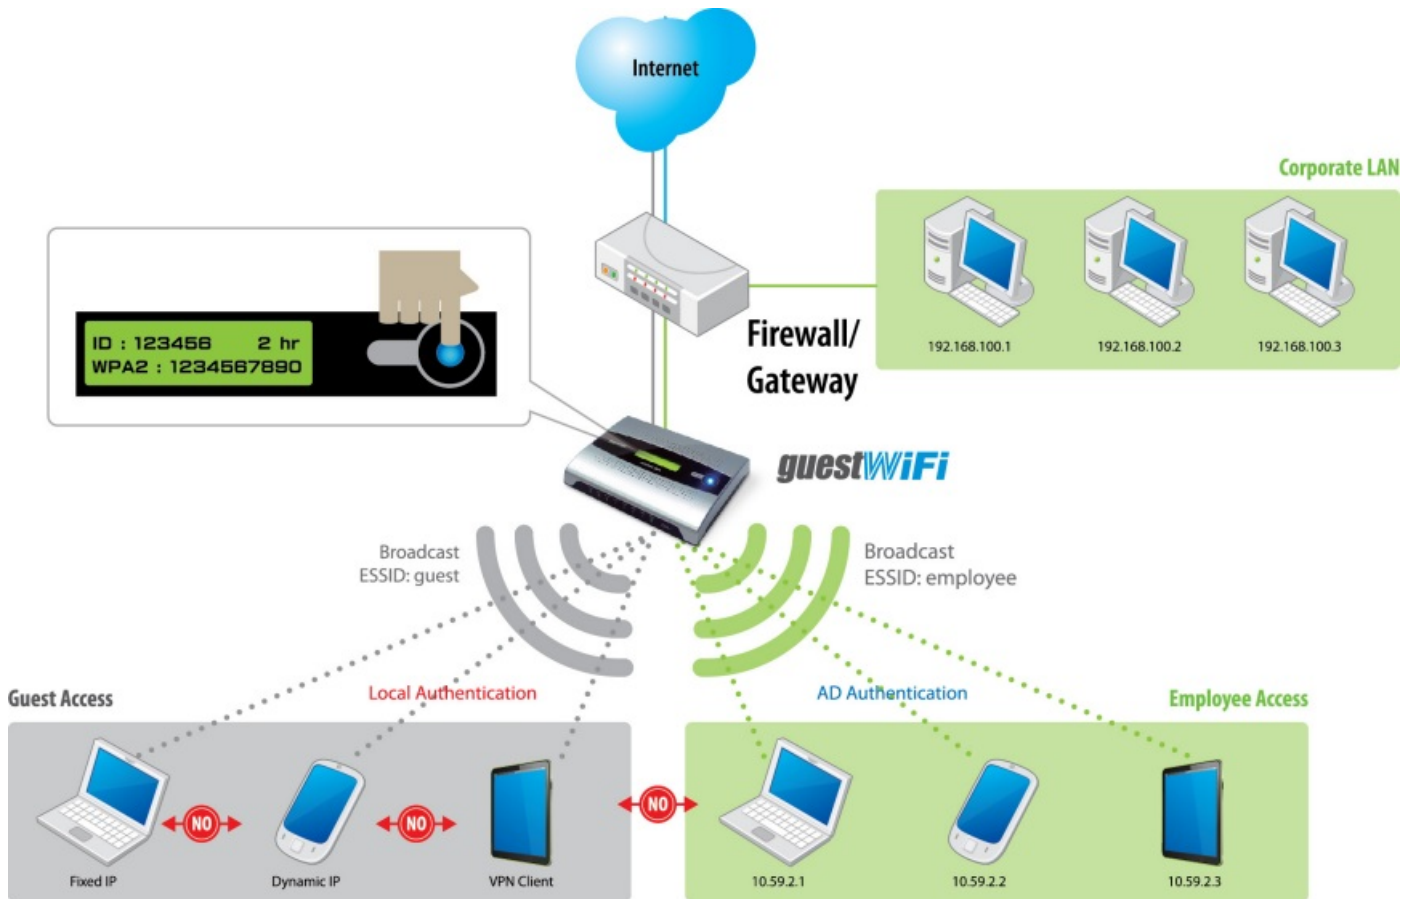 Internet
Corporate LAN
192.168.100.1
192.168.100.2
192.168.100.3
Firewall/
Gateway
ID : 123456 2 hr
WPA2 : 1234567890
guestWiFi
Broadcast
ESSID: guest
Broadcast
ESSID: employee
Local Authentication
AD Authentication
Guest Access
Employee Access
NO
NO
NO
Fixed IP
Dynamic IP
VPN Client
10.59.2.1
10.59.2.2
10.59.2.3